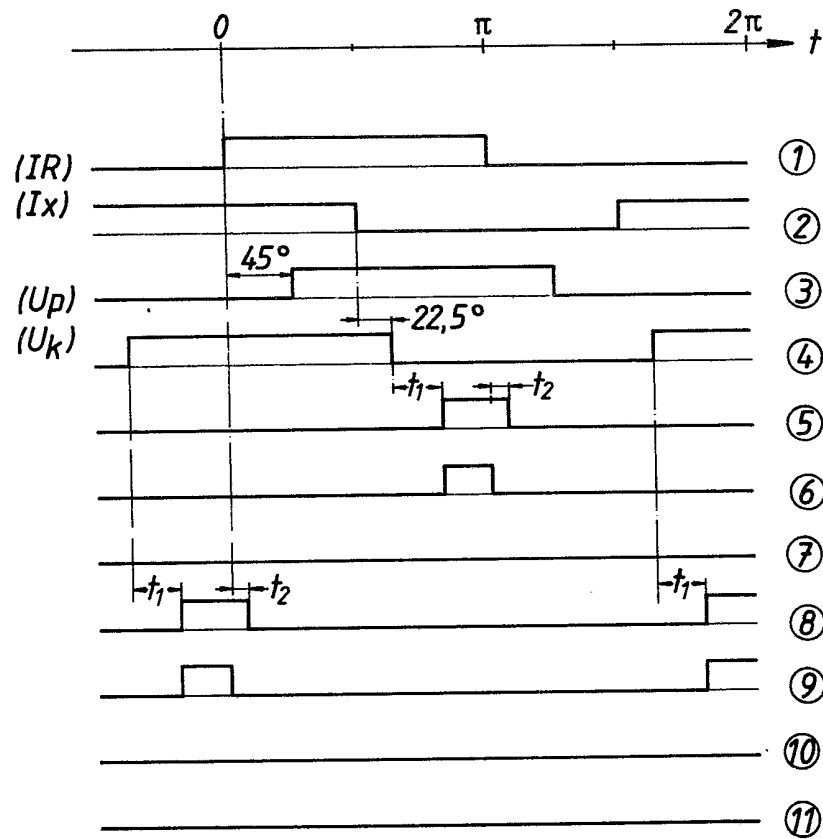 0 π 2π t
(IR) ①
(Ix) ②
45°
(Up) ③
22,5°
(Uk) ④
t₁ t₂
⑤
⑥
⑦
t₁ t₂ t₁
⑧
⑨
⑩
⑪